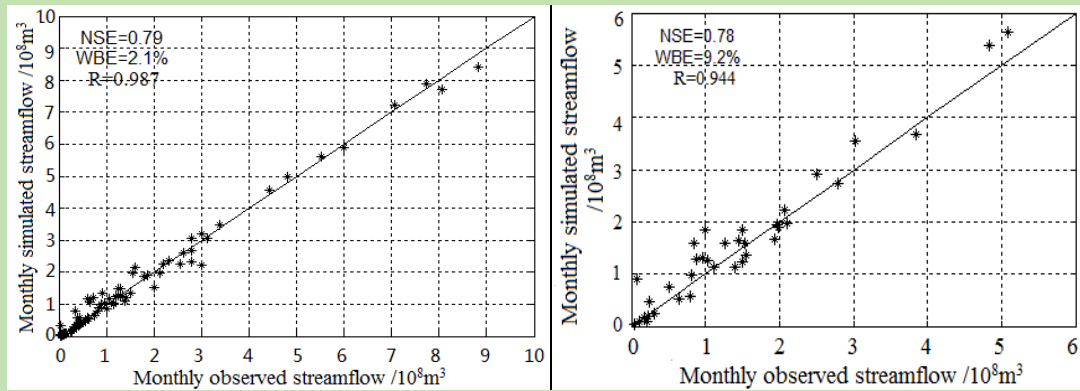 NSE=0.79
WBE=2.1%
R=0.987
Monthly simulated streamflow /10⁸m³
10
9
8
7
6
5
4
3
2
1
0
0 1 2 3 4 5 6 7 8 9 10
Monthly observed streamflow /10⁸m³
NSE=0.78
WBE=9.2%
R=0.944
Monthly simulated streamflow
/10⁸m³
6
5
4
3
2
1
0
0 1 2 3 4 5 6
Monthly observed streamflow /10⁸m³